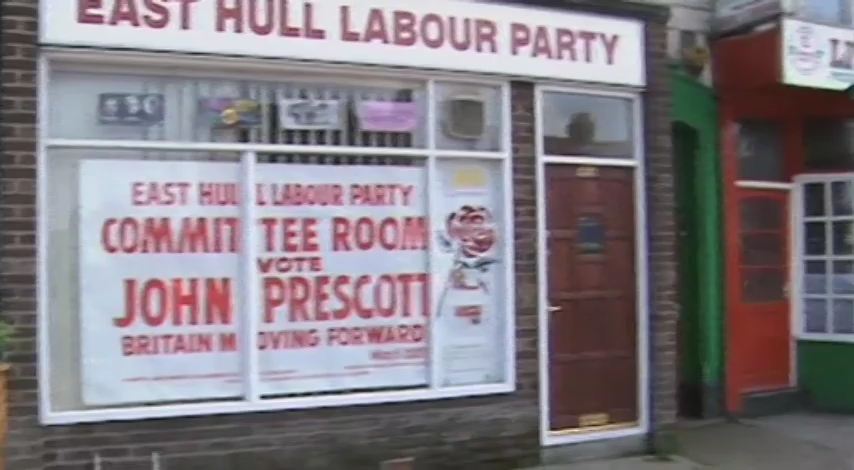 EAST HULL LABOUR PARTY
EAST HULL LABOUR PARTY
COMMITTEE ROOM
VOTE
JOHN PRESCOTT
BRITAIN MOVING FORWARD